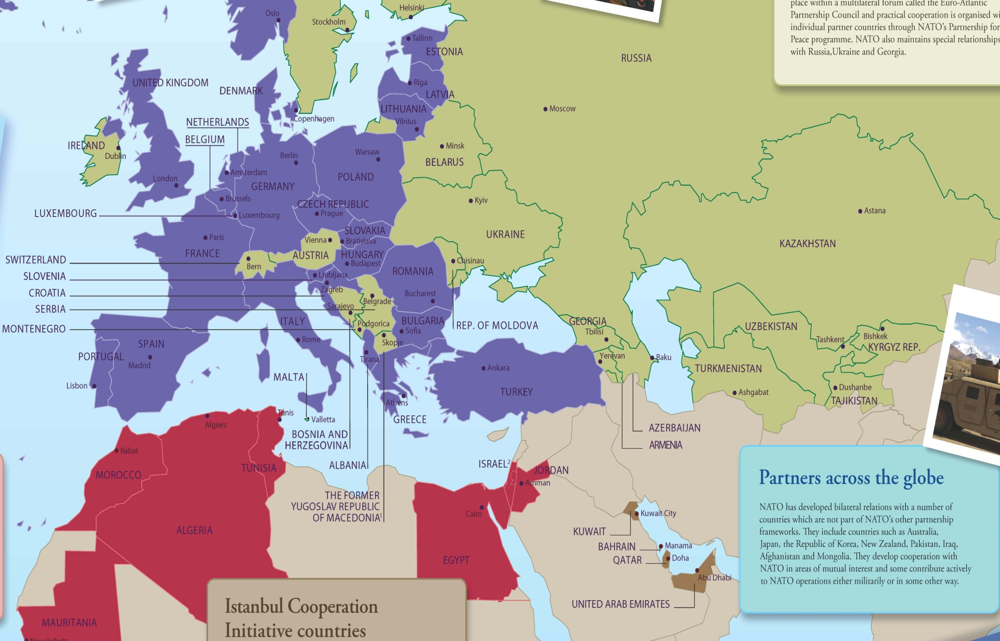 place within a multilateral forum called the Euro-Atlantic
Partnership Council and practical cooperation is organised
individual partner countries through NATO's Partnership for
Peace programme. NATO also maintains special relationships
with Russia,Ukraine and Georgia.
Helsinki
Oslo
Stockholm
Tallinn
ESTONIA
RUSSIA
UNITED KINGDOM
DENMARK
Riga
LATVIA
LITHUANIA
Moscow
Copenhagen
Vilnius
NETHERLANDS
BELGIUM
IRELAND
Dublin
Minsk
BELARUS
Berlin
Warsaw
Amsterdam
London
GERMANY
POLAND
Brussels
CZECH REPUBLIC
Prague
Kyiv
Astana
LUXEMBOURG
Luxembourg
SLOVAKIA
UKRAINE
Paris
Vienna
Bratislava
KAZAKHSTAN
FRANCE
AUSTRIA
HUNGARY
Budapest
SWITZERLAND
Bern
Chisinau
SLOVENIA
Ljubljana
ROMANIA
CROATIA
Zagreb
Bucharest
SERBIA
Sarajevo
Belgrade
MONTENEGRO
Podgorica
ITALY
BULGARIA
Sofia
REP. OF MOLDOVA
GEORGIA
Tbilisi
UZBEKISTAN
Tashkent
Bishkek
KYRGYZ REP.
SPAIN
Rome
Skopje
PORTUGAL
Madrid
Tirana
Yerevan
Baku
TURKMENISTAN
Ankara
MALTA
Lisbon
TURKEY
Ashgabat
Dushanbe
TAJIKISTAN
Athens
GREECE
Tunis
Valletta
Algiers
BOSNIA AND
HERZEGOVINA
AZERBAIJAN
ARMENIA
Rabat
MOROCCO
TUNISIA
ALBANIA
ISRAEL²
JORDAN
Amman
THE FORMER
YUGOSLAV REPUBLIC
OF MACEDONIA¹
Cairo
ALGERIA
EGYPT
Kuwait City
KUWAIT
BAHRAIN
Manama
QATAR
Doha
Abu Dhabi
UNITED ARAB EMIRATES
MAURITANIA
Nouakchott
Partners across the globe
NATO has developed bilateral relations with a number of
countries which are not part of NATO's other partnership
frameworks. They include countries such as Australia,
Japan, the Republic of Korea, New Zealand, Pakistan, Iraq,
Afghanistan and Mongolia. They develop cooperation with
NATO in areas of mutual interest and some contribute actively
to NATO operations either militarily or in some other way.
Istanbul Cooperation
Initiative countries